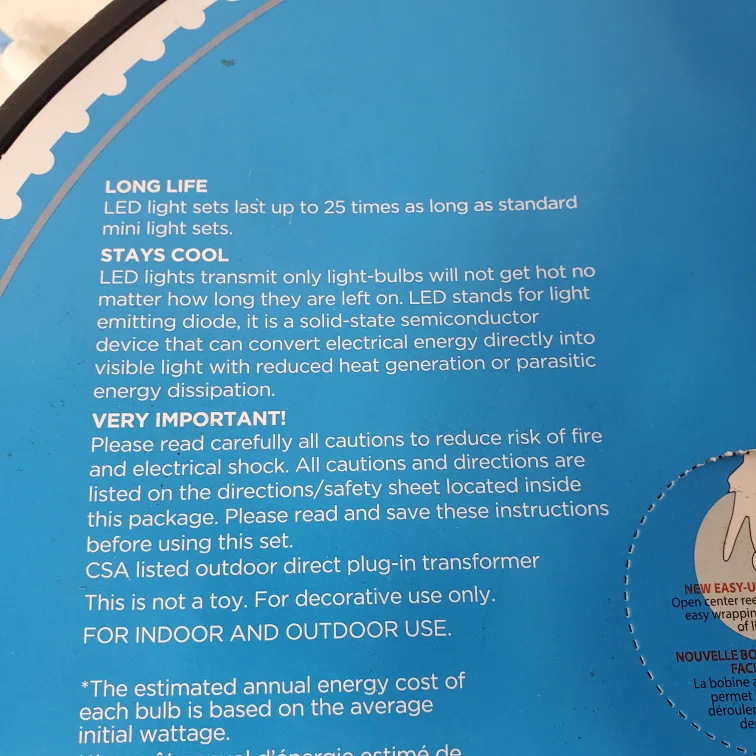 LONG LIFE
LED light sets last up to 25 times as long as standard
mini light sets.
STAYS COOL
LED lights transmit only light-bulbs will not get hot no
matter how long they are left on. LED stands for light
emitting diode, it is a solid-state semiconductor
device that can convert electrical energy directly into
visible light with reduced heat generation or parasitic
energy dissipation.
VERY IMPORTANT!
Please read carefully all cautions to reduce risk of fire
and electrical shock. All cautions and directions are
listed on the directions/safety sheet located inside
this package. Please read and save these instructions
before using this set.
CSA listed outdoor direct plug-in transformer
This is not a toy. For decorative use only.
FOR INDOOR AND OUTDOOR USE.
*The estimated annual energy cost of
each bulb is based on the average
initial wattage.
d'énergie estimé de
NEW EASY-U
Open center ree
easy wrappin
of li
NOUVELLE BO
FACI
La bobine a
permet
dérouler
de